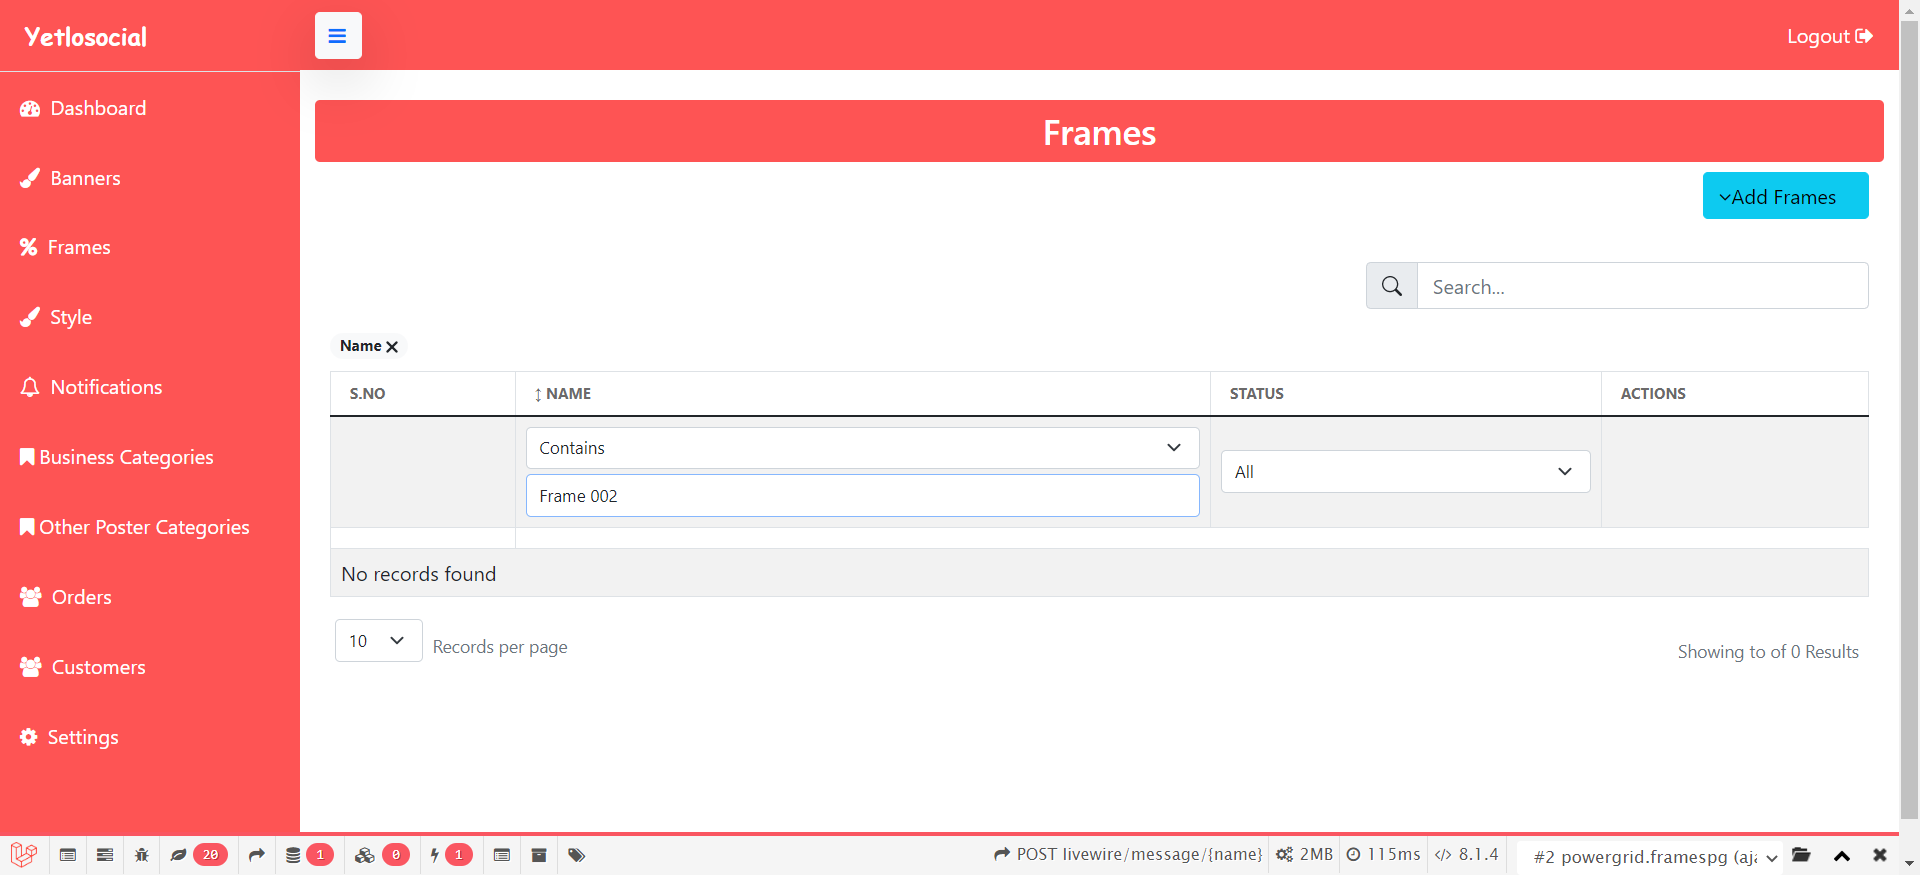 Yetlosocial
Logout
Dashboard
Banners
Frames
Style
Notifications
Business Categories
Other Poster Categories
Orders
Customers
Settings
Frames
Add Frames
Search...
Name
S.NO NAME STATUS ACTIONS
Contains
All
Frame 002
No records found
10 Records per page
Showing to of 0 Results
20 1 0 1 POST livewire/message/{name} 2MB 115ms 8.1.4 #2 powergrid.framespg (aja